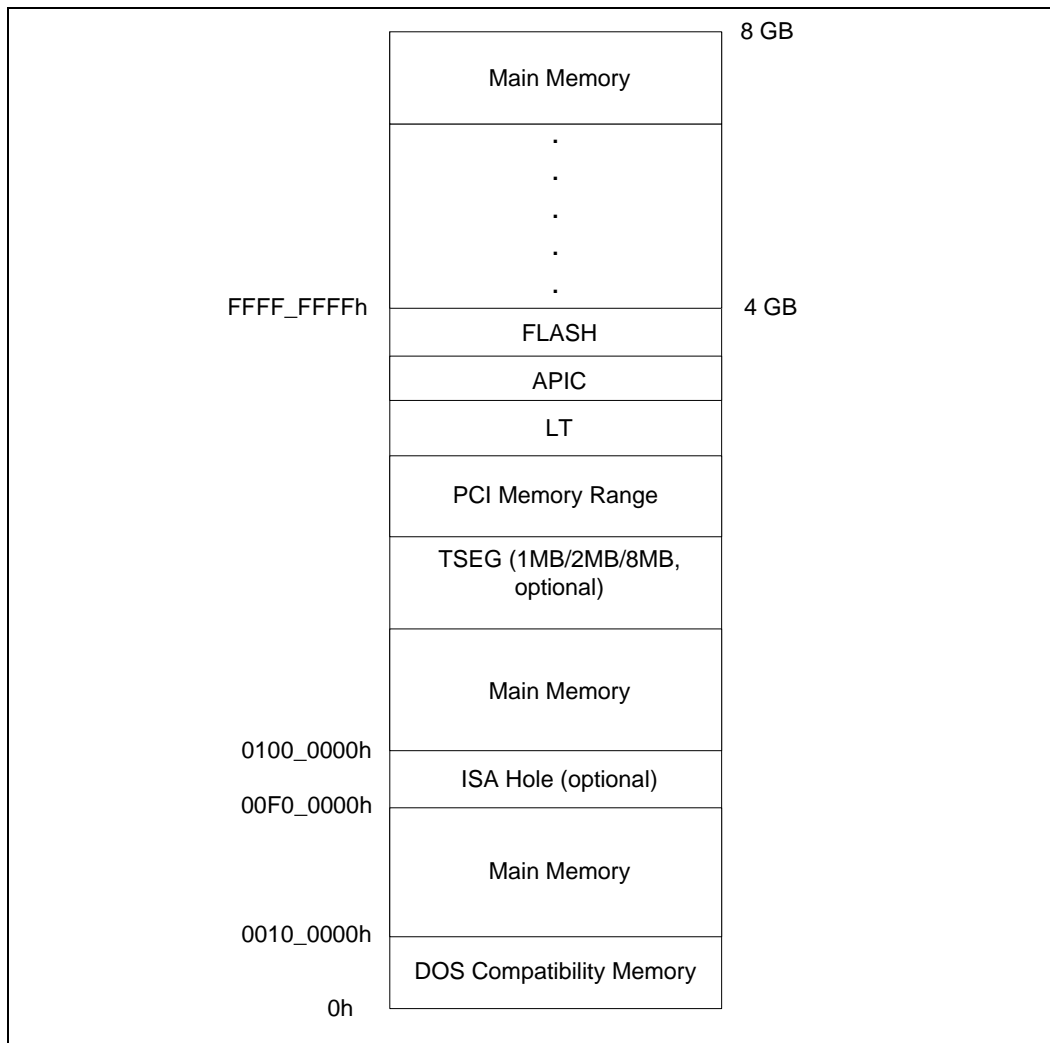 8 GB
Main Memory
.
.
.
.
.
FFFF_FFFFh
4 GB
FLASH
APIC
LT
PCI Memory Range
TSEG (1MB/2MB/8MB,
optional)
Main Memory
0100_0000h
ISA Hole (optional)
00F0_0000h
Main Memory
0010_0000h
DOS Compatibility Memory
0h